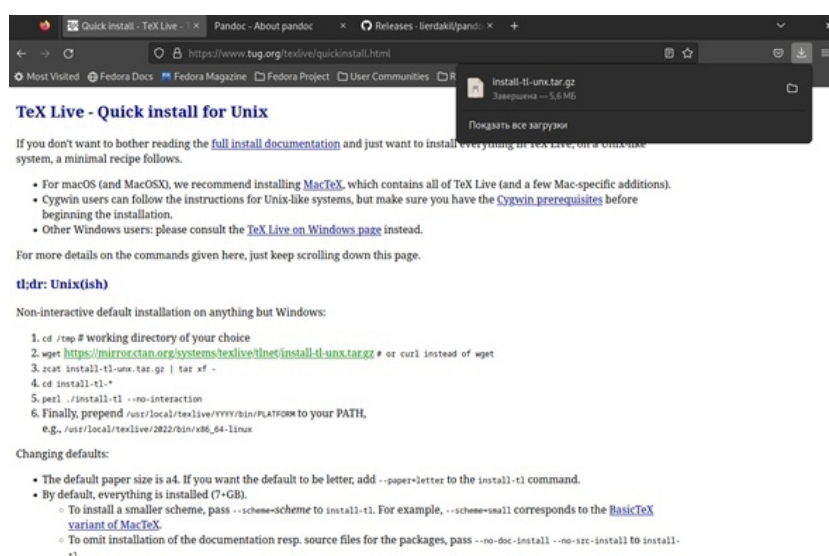 Quick install - TeX Live - T ×
Pandoc - About pandoc ×
Releases · lierdakil/pando ×
+
https://www.tug.org/texlive/quickinstall.html
Most Visited Fedora Docs Fedora Magazine Fedora Project User Communities R
install-tl-unx.tar.gz
Завершена — 5,6 МБ
Показать все загрузки
TeX Live - Quick install for Unix
If you don't want to bother reading the full install documentation and just want to install everything in TeX Live, on a Unix-like
system, a minimal recipe follows.
• For macOS (and MacOSX), we recommend installing MacTeX, which contains all of TeX Live (and a few Mac-specific additions).
• Cygwin users can follow the instructions for Unix-like systems, but make sure you have the Cygwin prerequisites before
beginning the installation.
• Other Windows users: please consult the TeX Live on Windows page instead.
For more details on the commands given here, just keep scrolling down this page.
tl;dr: Unix(ish)
Non-interactive default installation on anything but Windows:
1. cd /tmp # working directory of your choice
2. wget https://mirror.ctan.org/systems/texlive/tlnet/install-tl-unx.tar.gz # or curl instead of wget
3. zcat install-tl-unx.tar.gz | tar xf -
4. cd install-tl-*
5. perl ./install-tl --no-interaction
6. Finally, prepend /usr/local/texlive/YYYY/bin/PLATFORM to your PATH,
e.g., /usr/local/texlive/2022/bin/x86_64-linux
Changing defaults:
• The default paper size is a4. If you want the default to be letter, add --paper=letter to the install-tl command.
• By default, everything is installed (7+GB).
◦ To install a smaller scheme, pass --scheme=scheme to install-tl. For example, --scheme=small corresponds to the BasicTeX
variant of MacTeX.
◦ To omit installation of the documentation resp. source files for the packages, pass --no-doc-install --no-src-install to install-
tl